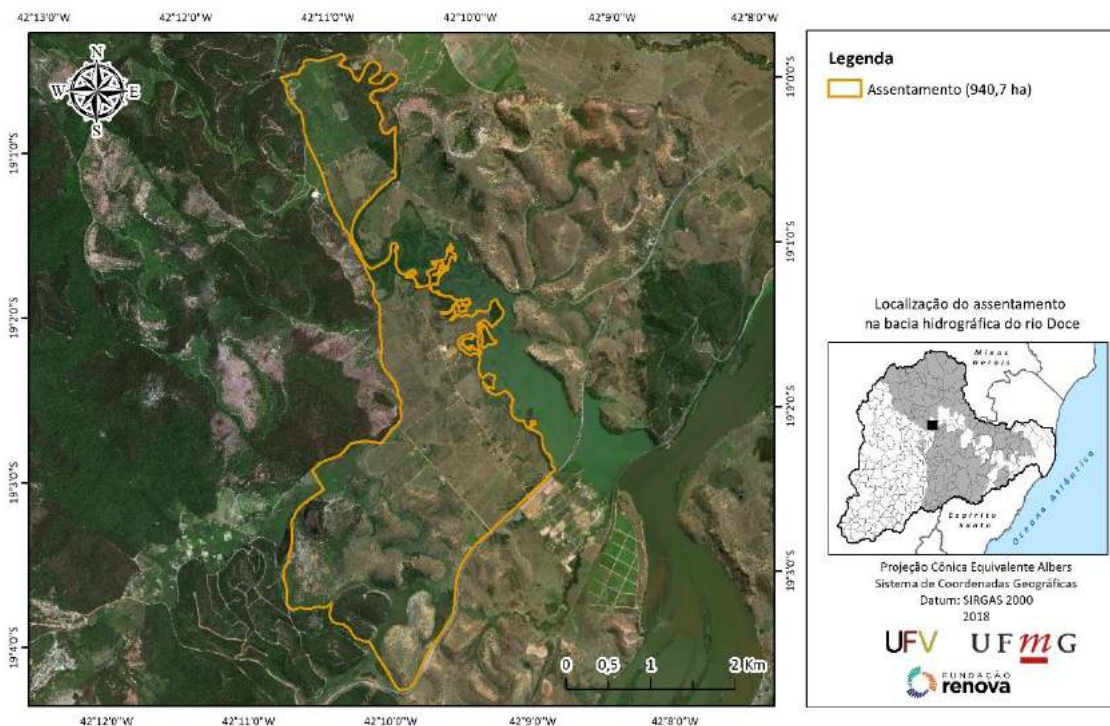 42°13'0"W 42°12'0"W 42°11'0"W 42°10'0"W 42°9'0"W 42°8'0"W
19°1'0"S
19°2'0"S
19°3'0"S
19°4'0"S
N
W E
S
19°0'0"S
19°1'0"S
19°2'0"S
19°3'0"S
0 0,5 1 2 Km
42°12'0"W 42°11'0"W 42°10'0"W 42°9'0"W 42°8'0"W
Legenda
Assentamento (940,7 ha)
Localização do assentamento
na bacia hidrográfica do rio Doce
Minas
Gerais
Espírito
Santo
Oceano Atlântico
Projeção Cônica Equivalente Albers
Sistema de Coordenadas Geográficas
Datum: SIRGAS 2000
2018
UFV UFmG
FUNDAÇÃO
renova